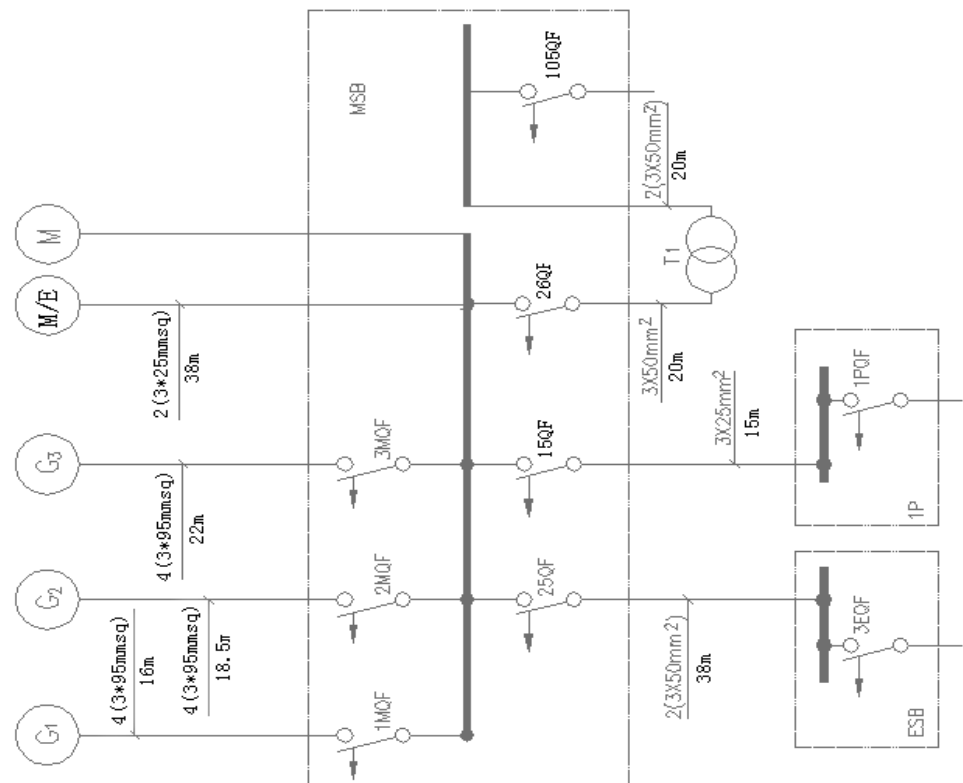 M
M/E
G3
G2
G1
2(3*25mmsq)
38m
4(3*95mmsq)
22m
4(3*95mmsq)
18.5m
4(3*95mmsq)
16m
MSB
3MQF
2MQF
1MQF
105QF
26QF
15QF
25QF
2(3X50mm²)
20m
T1
3X50mm²
20m
3X25mm²
15m
2(3X50mm²)
38m
1PQF
1P
3EQF
ESB